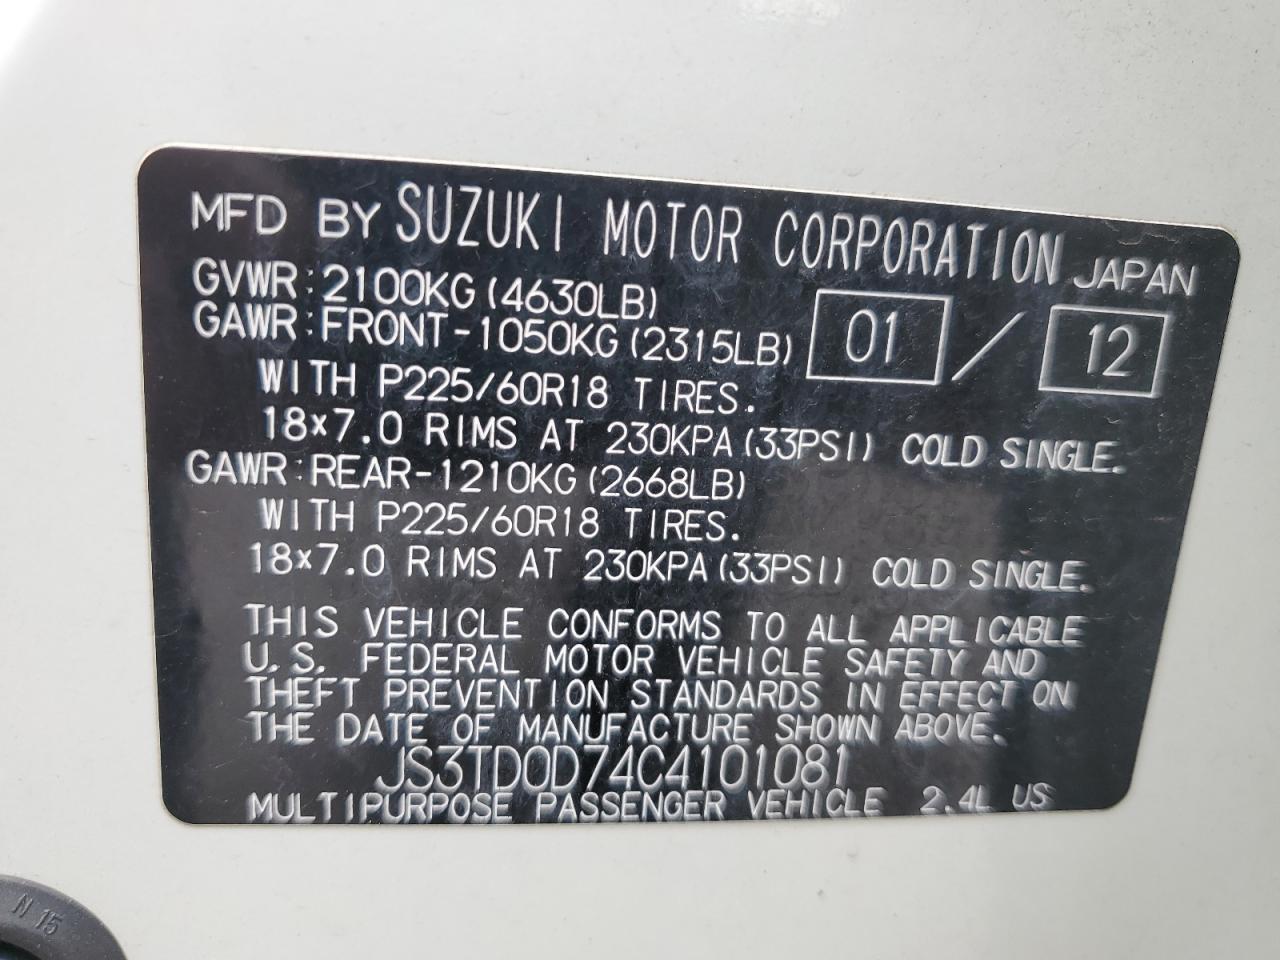 MFD BY SUZUKI MOTOR CORPORATION JAPAN
GVWR: 2100KG (4630LB)
GAWR: FRONT-1050KG (2315LB) 01 / 12
WITH P225/60R18 TIRES.
18×7.0 RIMS AT 230KPA (33PSI) COLD SINGLE.
GAWR: REAR-1210KG (2668LB)
WITH P225/60R18 TIRES.
18×7.0 RIMS AT 230KPA (33PSI) COLD SINGLE.
THIS VEHICLE CONFORMS TO ALL APPLICABLE
U.S. FEDERAL MOTOR VEHICLE SAFETY AND
THEFT PREVENTION STANDARDS IN EFFECT ON
THE DATE OF MANUFACTURE SHOWN ABOVE.
JS3TD0D74C4101081
MULTIPURPOSE PASSENGER VEHICLE 2.4L US
N 15